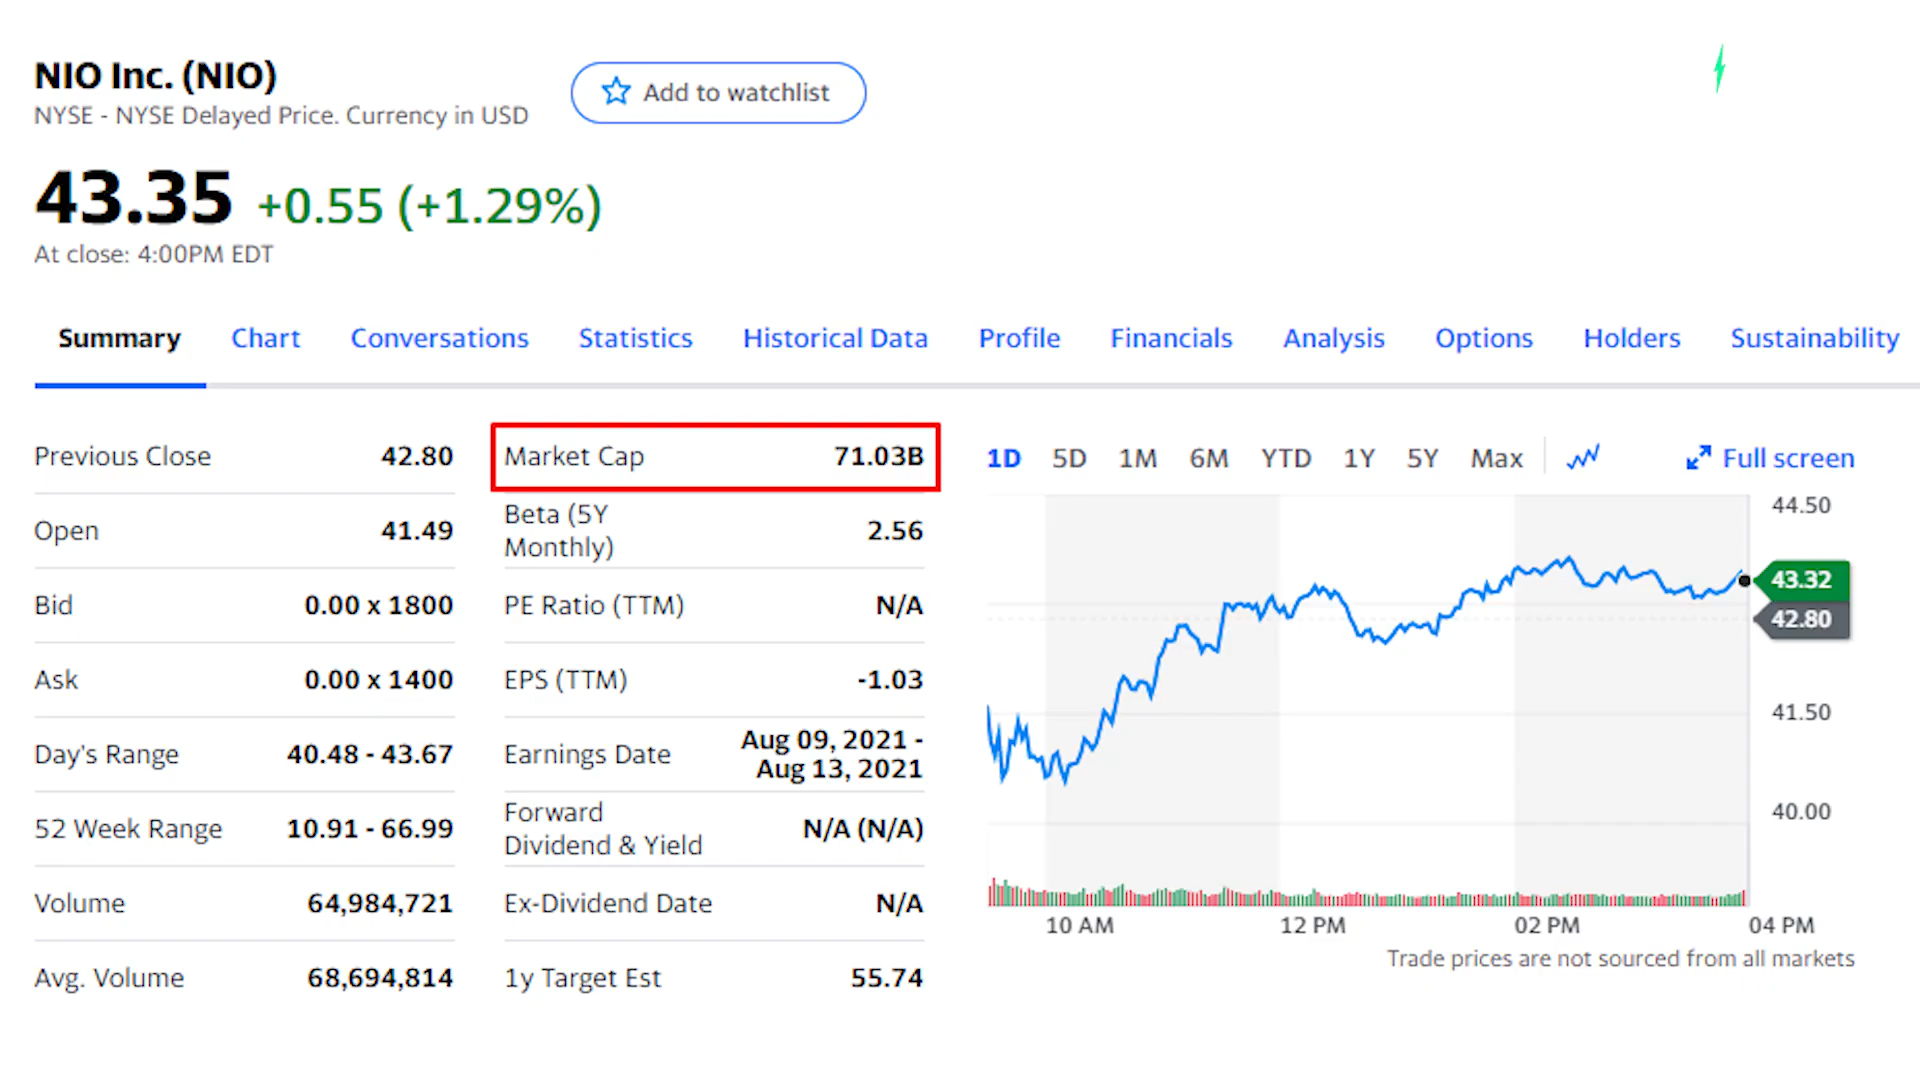 NIO Inc. (NIO)
NYSE - NYSE Delayed Price. Currency in USD
Add to watchlist
43.35 +0.55 (+1.29%)
At close: 4:00PM EDT
Summary Chart Conversations Statistics Historical Data Profile Financials Analysis Options Holders Sustainability
Previous Close 42.80
Open 41.49
Bid 0.00 x 1800
Ask 0.00 x 1400
Day's Range 40.48 - 43.67
52 Week Range 10.91 - 66.99
Volume 64,984,721
Avg. Volume 68,694,814
Market Cap 71.03B
Beta (5Y
Monthly) 2.56
PE Ratio (TTM) N/A
EPS (TTM) -1.03
Earnings Date Aug 09, 2021 -
Aug 13, 2021
Forward
Dividend & Yield N/A (N/A)
Ex-Dividend Date N/A
1y Target Est 55.74
1D 5D 1M 6M YTD 1Y 5Y Max Full screen
44.50
43.32
42.80
41.50
40.00
10 AM 12 PM 02 PM 04 PM
Trade prices are not sourced from all markets